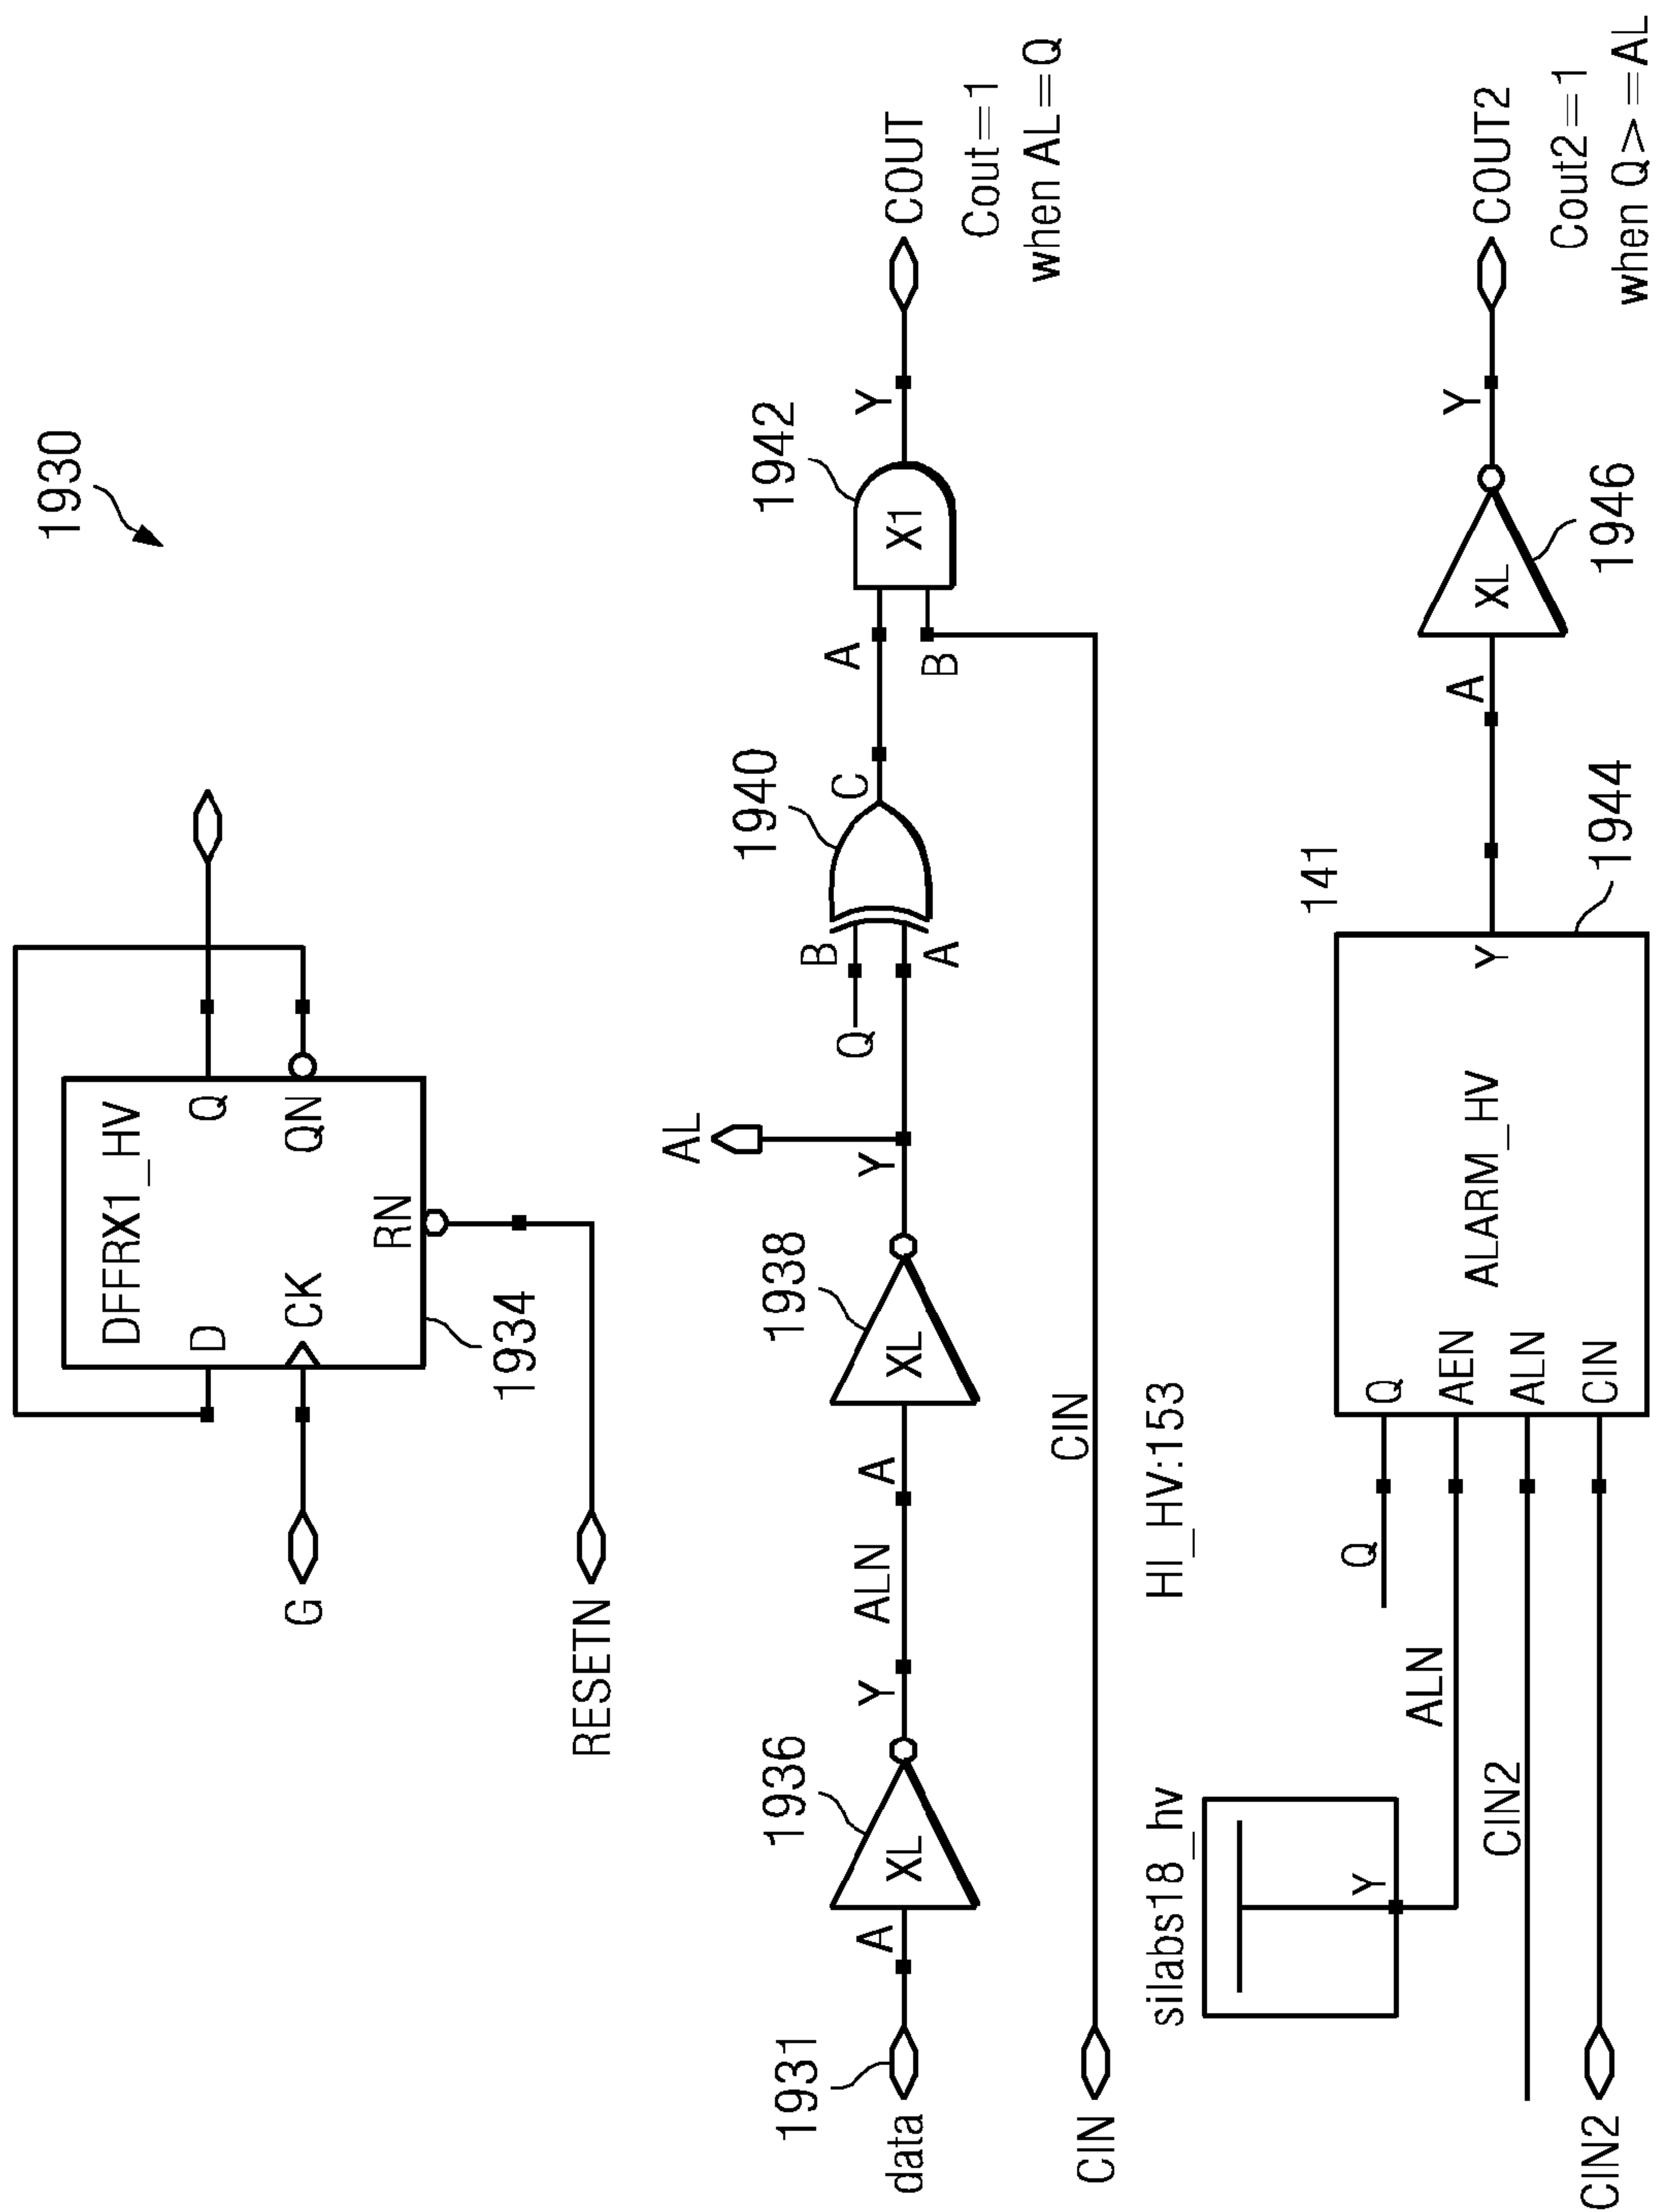 1930
DFFRX1_HV
D
Q
CK
QN
RN
G
RESETN
1934
1931
data
A
1936
XL
Y
ALN
A
1938
XL
Y
AL
Q
B
A
1940
C
A
B
1942
X1
Y
COUT
Cout=1
when AL=Q
CIN
CIN
HI_HV:153
silabs18_hv
Y
ALN
Q
CIN2
CIN2
141
Q
AEN
ALN
CIN
ALARM_HV
Y
1944
A
XL
1946
Y
COUT2
Cout2=1
when Q>=AL